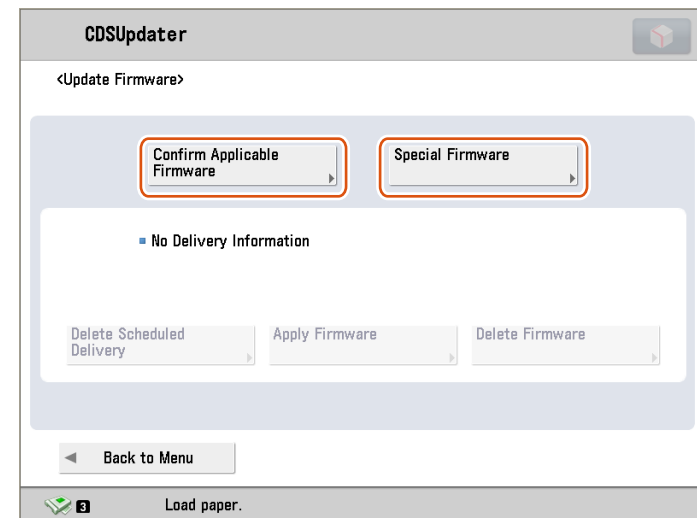 CDSUpdater
<Update Firmware>
Confirm Applicable
Firmware
Special Firmware
No Delivery Information
Delete Scheduled
Delivery
Apply Firmware
Delete Firmware
Back to Menu
3
Load paper.